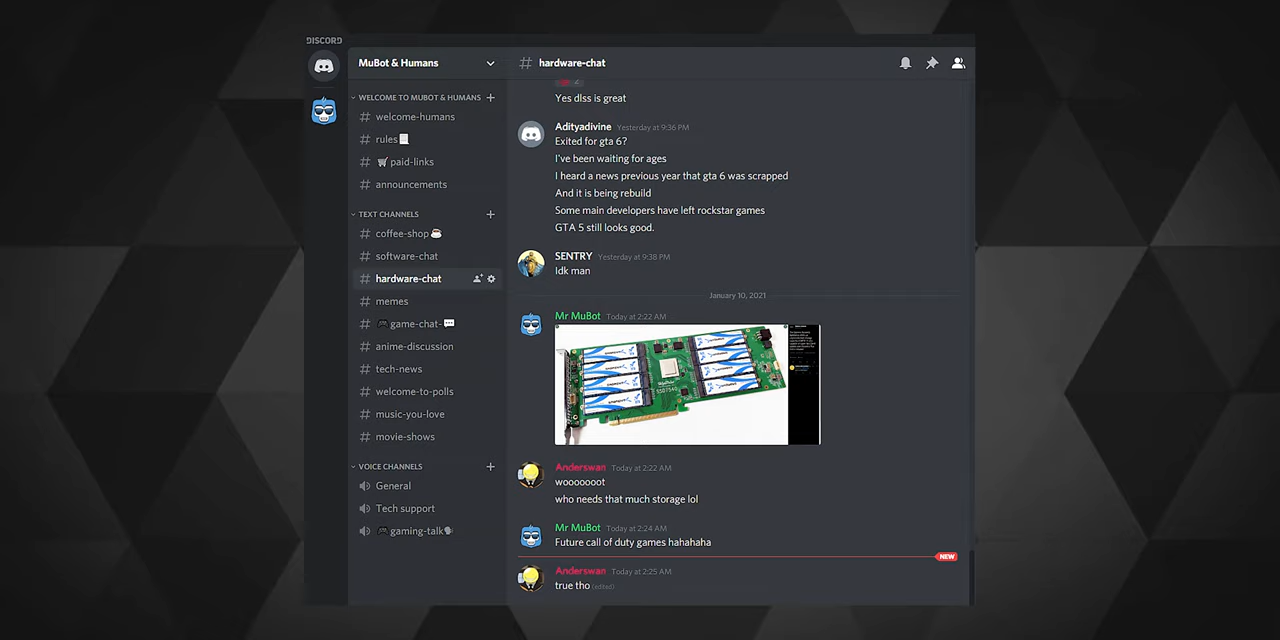 DISCORD
MuBot & Humans
WELCOME TO MUBOT & HUMANS
# welcome-humans
# rules
# paid-links
# announcements
TEXT CHANNELS
# coffee-shop
# software-chat
# hardware-chat
# memes
# game-chat-
# anime-discussion
# tech-news
# welcome-to-polls
# music-you-love
# movie-shows
VOICE CHANNELS
General
Tech support
gaming-talk
# hardware-chat
Yes dlss is great
Adityadivine Yesterday at 9:36 PM
Exited for gta 6?
I've been waiting for ages
I heard a news previous year that gta 6 was scrapped
And it is being rebuild
Some main developers have left rockstar games
GTA 5 still looks good.
SENTRY Yesterday at 9:38 PM
Idk man
January 10, 2021
Mr MuBot Today at 2:22 AM
Anderswan Today at 2:22 AM
wooooooot
who needs that much storage lol
Mr MuBot Today at 2:24 AM
Future call of duty games hahahaha
NEW
Anderswan Today at 2:25 AM
true tho (edited)